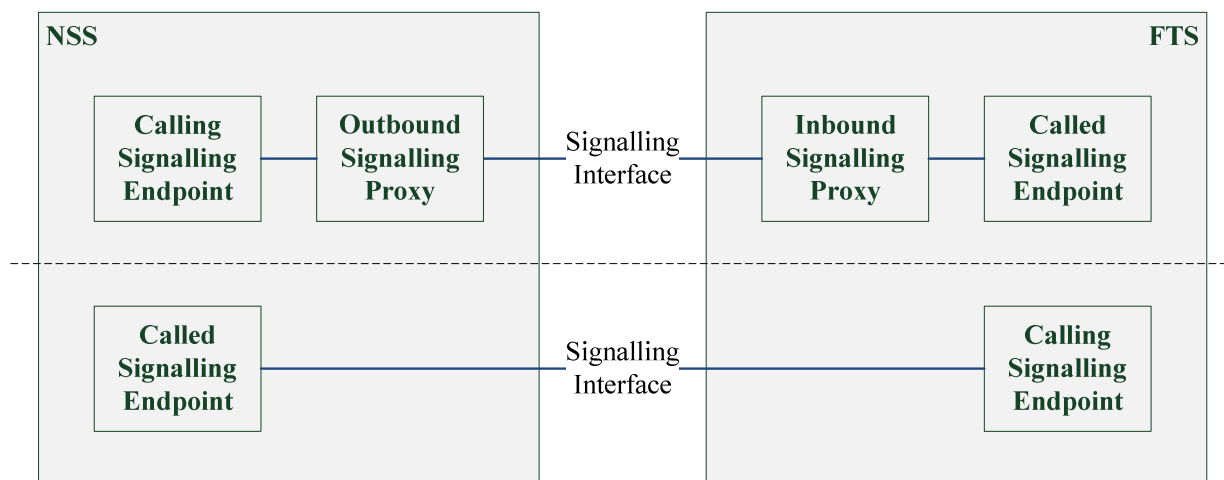 NSS
FTS
Calling
Signalling
Endpoint
Outbound
Signalling
Proxy
Signalling
Interface
Inbound
Signalling
Proxy
Called
Signalling
Endpoint
Called
Signalling
Endpoint
Signalling
Interface
Calling
Signalling
Endpoint